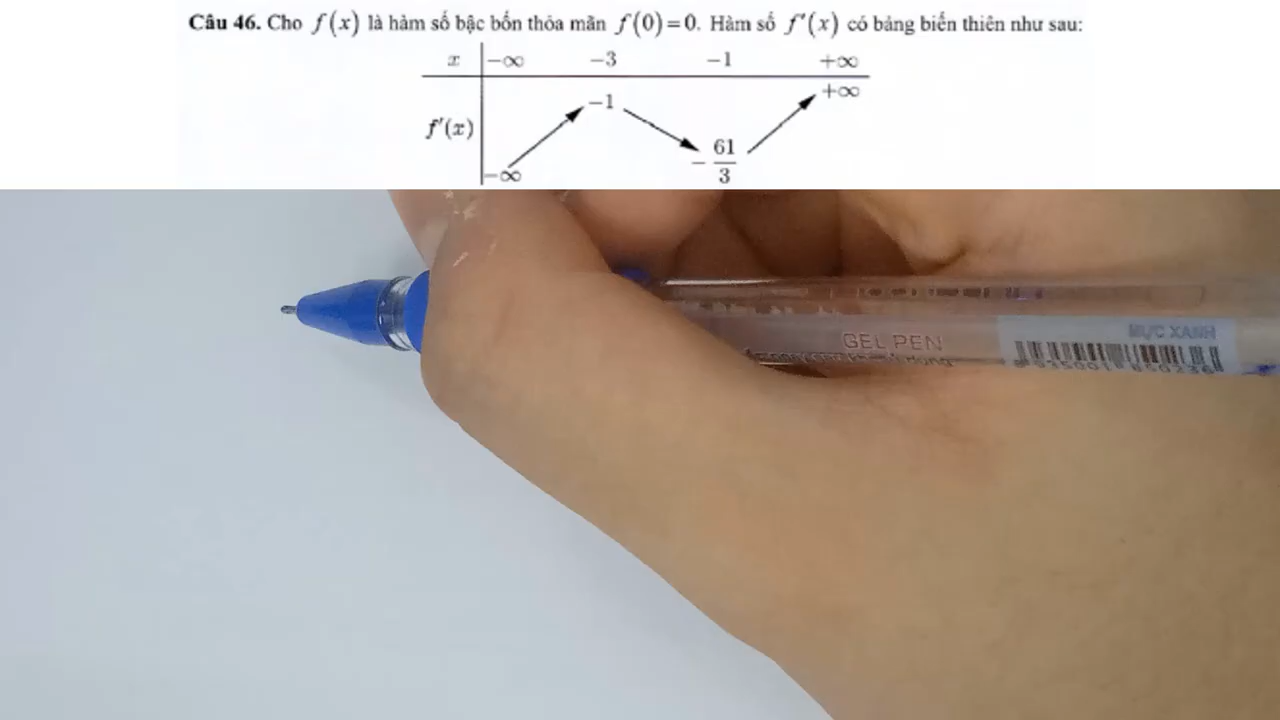 Câu 46. Cho f(x) là hàm số bậc bốn thỏa mãn f(0)=0. Hàm số f'(x) có bảng biến thiên như sau:
x −∞ −3 −1 +∞
f'(x) −∞ −1 −61/3 +∞
GEL PEN
MỰC XANH